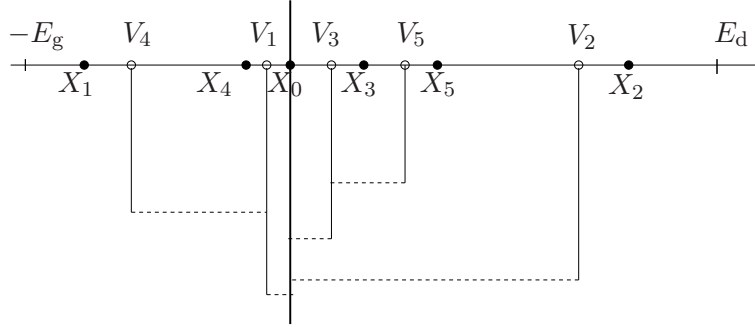 −E_g V_4 V_1 V_3 V_5 V_2 E_d
X_1 X_4 X_0 X_3 X_5 X_2